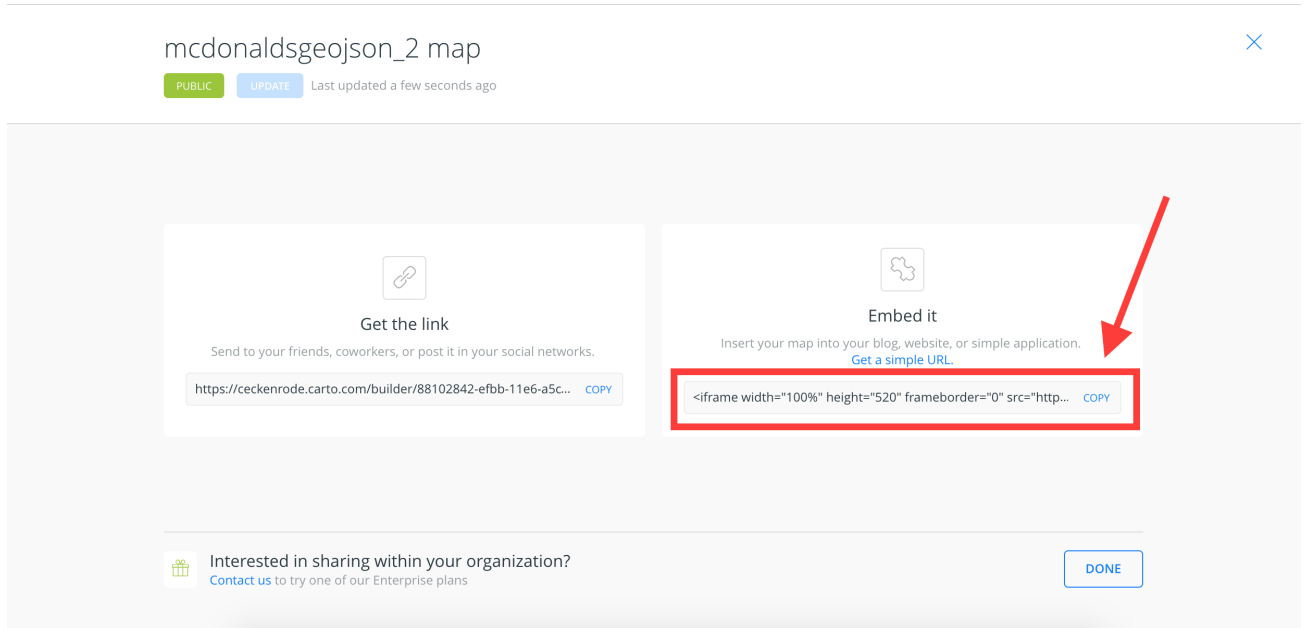 mcdonaldsgeojson_2 map
PUBLIC UPDATE Last updated a few seconds ago
Get the link
Send to your friends, coworkers, or post it in your social networks.
https://ceckenrode.carto.com/builder/88102842-efbb-11e6-a5c... COPY
Embed it
Insert your map into your blog, website, or simple application.
Get a simple URL.
<iframe width="100%" height="520" frameborder="0" src="http... COPY
Interested in sharing within your organization?
Contact us to try one of our Enterprise plans
DONE